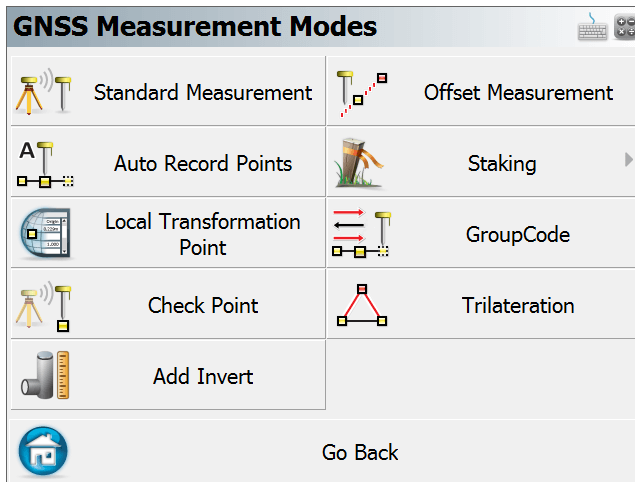 GNSS Measurement Modes
Standard Measurement
Offset Measurement
A
Auto Record Points
Staking
Local Transformation
Point
GroupCode
Check Point
Trilateration
Add Invert
Go Back